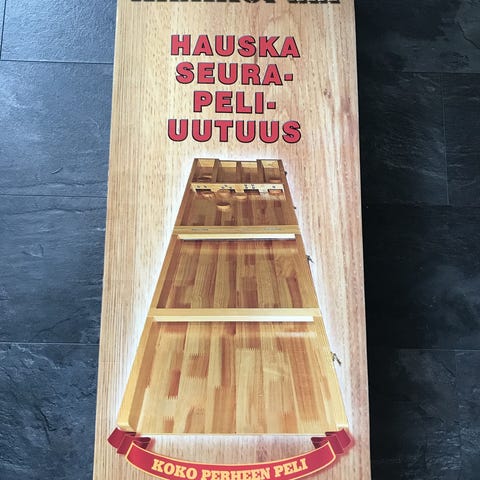 HAUSKA
SEURA-
PELI-
UUTUUS
KOKO PERHEEN PELI